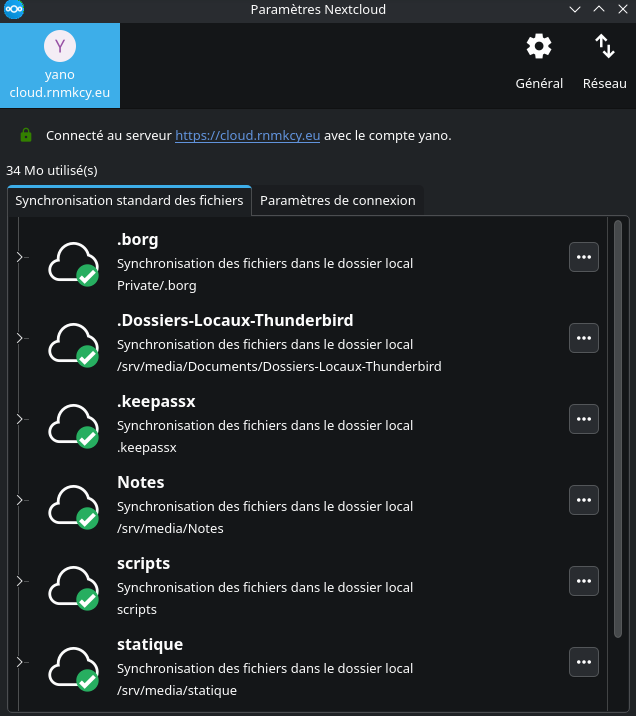 Paramètres Nextcloud
Y
yano
cloud.rnmkcy.eu
Général
Réseau
Connecté au serveur https://cloud.rnmkcy.eu avec le compte yano.
34 Mo utilisé(s)
Synchronisation standard des fichiers
Paramètres de connexion
.borg
Synchronisation des fichiers dans le dossier local
Private/.borg
.Dossiers-Locaux-Thunderbird
Synchronisation des fichiers dans le dossier local
/srv/media/Documents/Dossiers-Locaux-Thunderbird
.keepassx
Synchronisation des fichiers dans le dossier local
.keepassx
Notes
Synchronisation des fichiers dans le dossier local
/srv/media/Notes
scripts
Synchronisation des fichiers dans le dossier local
scripts
statique
Synchronisation des fichiers dans le dossier local
/srv/media/statique